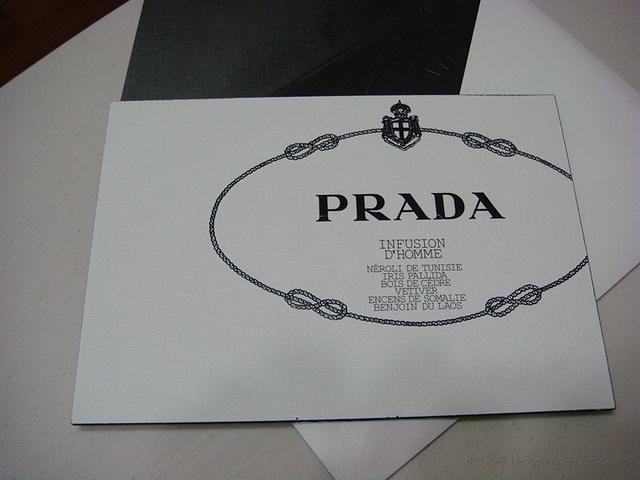 PRADA
INFUSION
D'HOMME
NÉROLI DE TUNISIE
IRIS PALLIDA
BOIS DE CÈDRE
VETIVER
ENCENS DE SOMALIE
BENJOIN DU LAOS